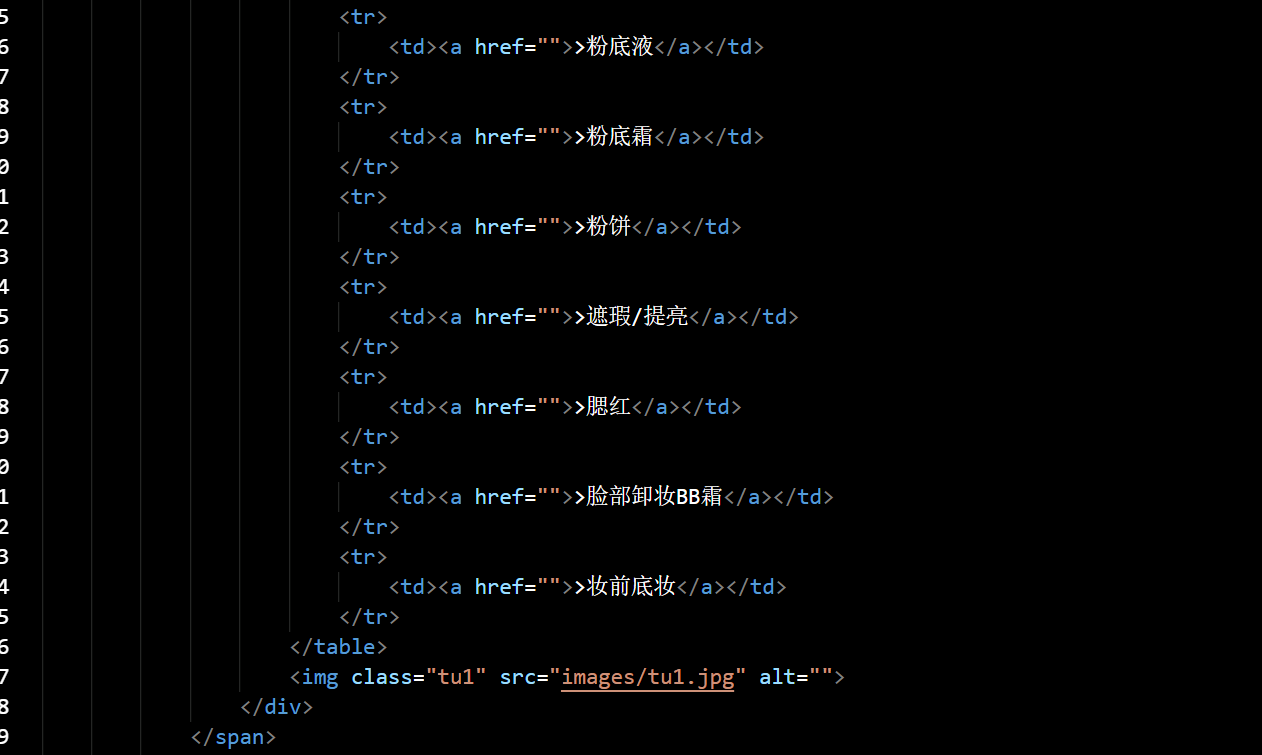 5 <tr>
6 <td><a href="">>粉底液</a></td>
7 </tr>
8 <tr>
9 <td><a href="">>粉底霜</a></td>
0 </tr>
1 <tr>
2 <td><a href="">>粉饼</a></td>
3 </tr>
4 <tr>
5 <td><a href="">>遮瑕/提亮</a></td>
6 </tr>
7 <tr>
8 <td><a href="">>腮红</a></td>
9 </tr>
0 <tr>
1 <td><a href="">>脸部卸妆BB霜</a></td>
2 </tr>
3 <tr>
4 <td><a href="">>妆前底妆</a></td>
5 </tr>
6 </table>
7 <img class="tu1" src="images/tu1.jpg" alt="">
8 </div>
9 </span>